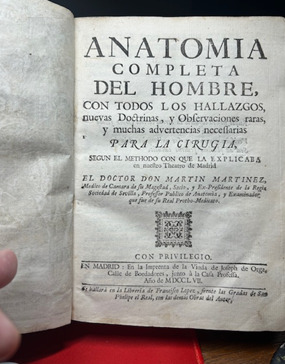 ANATOMIA
COMPLETA
DEL HOMBRE,
CON TODOS LOS HALLAZGOS,
nuevas Doctrinas, y Observaciones raras,
y muchas advertencias necessarias
PARA LA CIRUGIA,
SEGUN EL METHODO CON QUE LA EXPLICABA
en nuestro Theatro de Madrid
EL DOCTOR DON MARTIN MARTINEZ,
Medico de Camara de su Magestad, Socio, y Ex-Presidente de la Regia
Sociedad de Sevilla, Professor Publico de Anatomia, y Examinador,
que fue de su Real Protho-Medicato.
CON PRIVILEGIO.
EN MADRID: En la Imprenta de la Viuda de Joseph de Orga,
Calle de Bordadores, junto à la Casa Professa,
Año de MDCCLVII.
Se hallarà en la Libreria de Francisco Lopez, frente las Gradas de San
Phelipe el Real, con las demàs Obras del Autor.